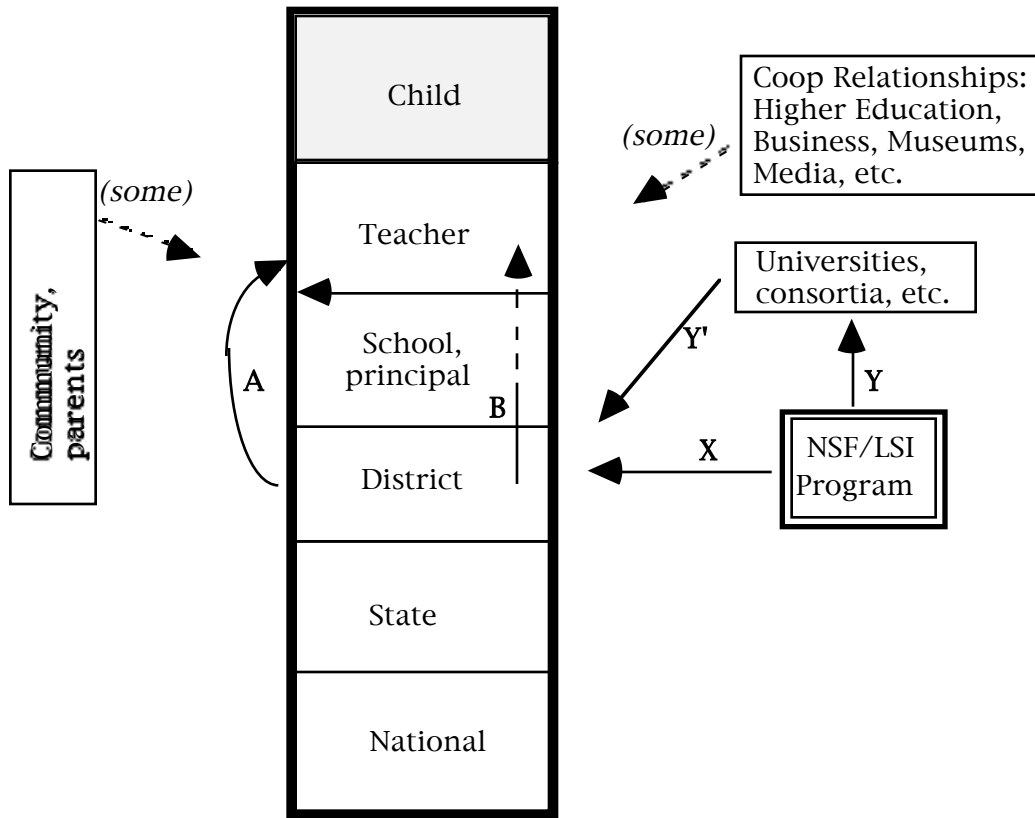 Child
Coop Relationships:
Higher Education,
Business, Museums,
Media, etc.
(some)
(some)
Community,
parents
Teacher
Universities,
consortia, etc.
School,
principal
Y'
A
B
Y
X
NSF/LSI
Program
District
State
National